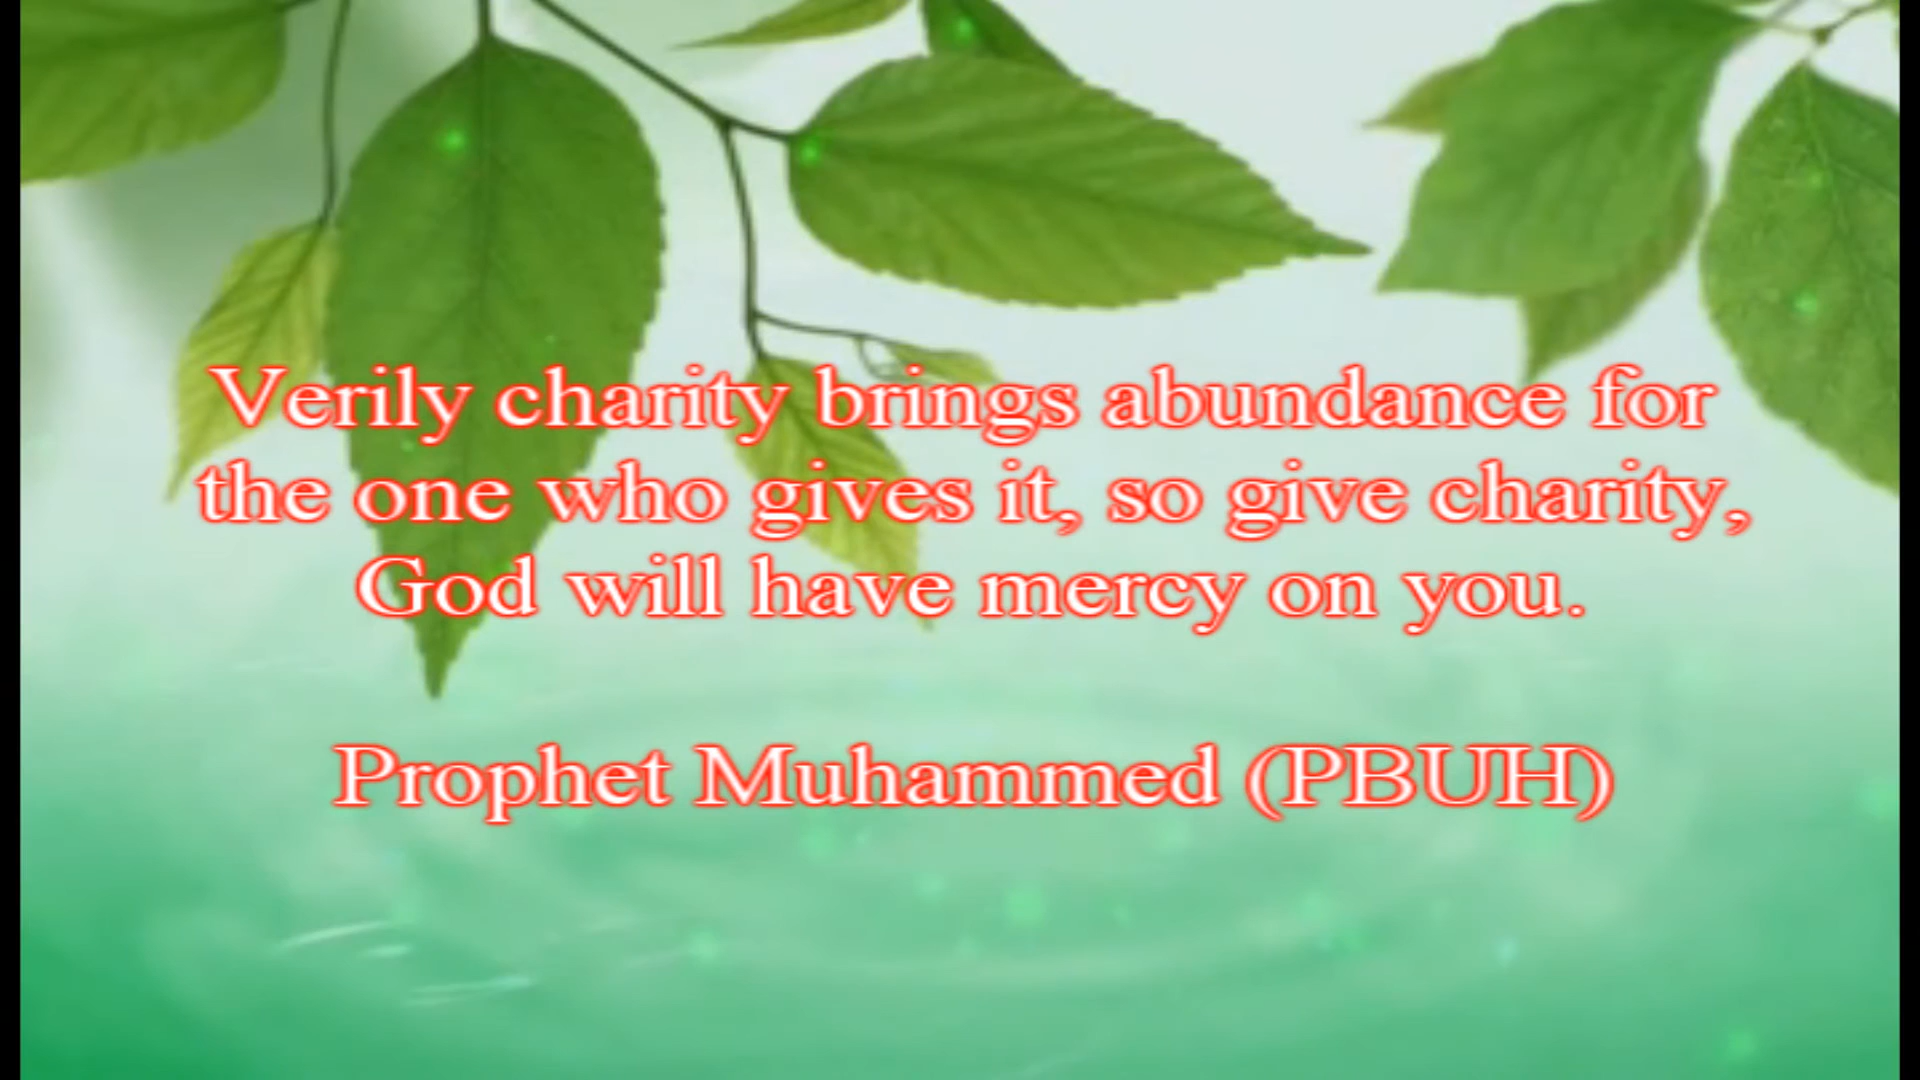 Verily charity brings abundance for
the one who gives it, so give charity,
God will have mercy on you.
Prophet Muhammed (PBUH)